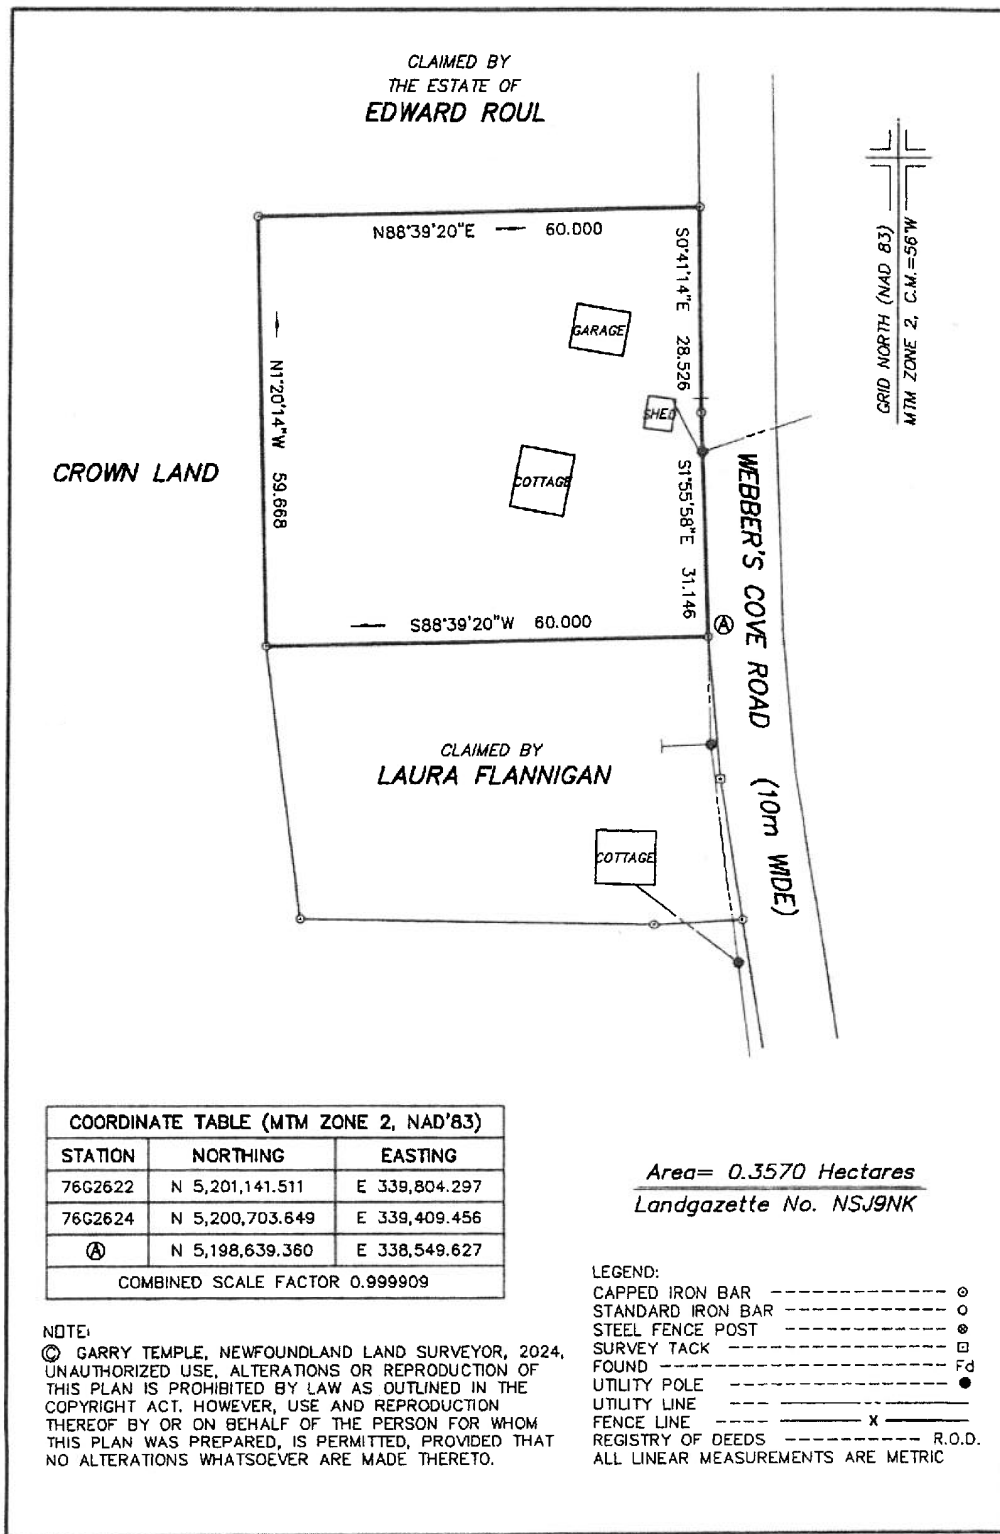 CLAIMED BY
THE ESTATE OF
EDWARD ROUL
N88°39'20"E 60.000
S0°41'14"E 28.526
GARAGE
SHED
GRID NORTH (NAD 83)
MTM ZONE 2, C.M.=56°W
N1°20'14"W 59.668
CROWN LAND
COTTAGE
S1°55'58"E 31.146
WEBBER'S COVE ROAD (10m WIDE)
S88°39'20"W 60.000
A
CLAIMED BY
LAURA FLANNIGAN
COTTAGE
COORDINATE TABLE (MTM ZONE 2, NAD'83)
STATION NORTHING EASTING
76G2622 N 5,201,141.511 E 339,804.297
76G2624 N 5,200,703.649 E 339,409.456
A N 5,198,639.360 E 338,549.627
COMBINED SCALE FACTOR 0.999909
Area= 0.3570 Hectares
Landgazette No. NSJ9NK
NOTE:
© GARRY TEMPLE, NEWFOUNDLAND LAND SURVEYOR, 2024,
UNAUTHORIZED USE, ALTERATIONS OR REPRODUCTION OF
THIS PLAN IS PROHIBITED BY LAW AS OUTLINED IN THE
COPYRIGHT ACT. HOWEVER, USE AND REPRODUCTION
THEREOF BY OR ON BEHALF OF THE PERSON FOR WHOM
THIS PLAN WAS PREPARED, IS PERMITTED, PROVIDED THAT
NO ALTERATIONS WHATSOEVER ARE MADE THERETO.
LEGEND:
CAPPED IRON BAR
STANDARD IRON BAR
STEEL FENCE POST
SURVEY TACK
FOUND Fd
UTILITY POLE
UTILITY LINE
FENCE LINE X
REGISTRY OF DEEDS R.O.D.
ALL LINEAR MEASUREMENTS ARE METRIC